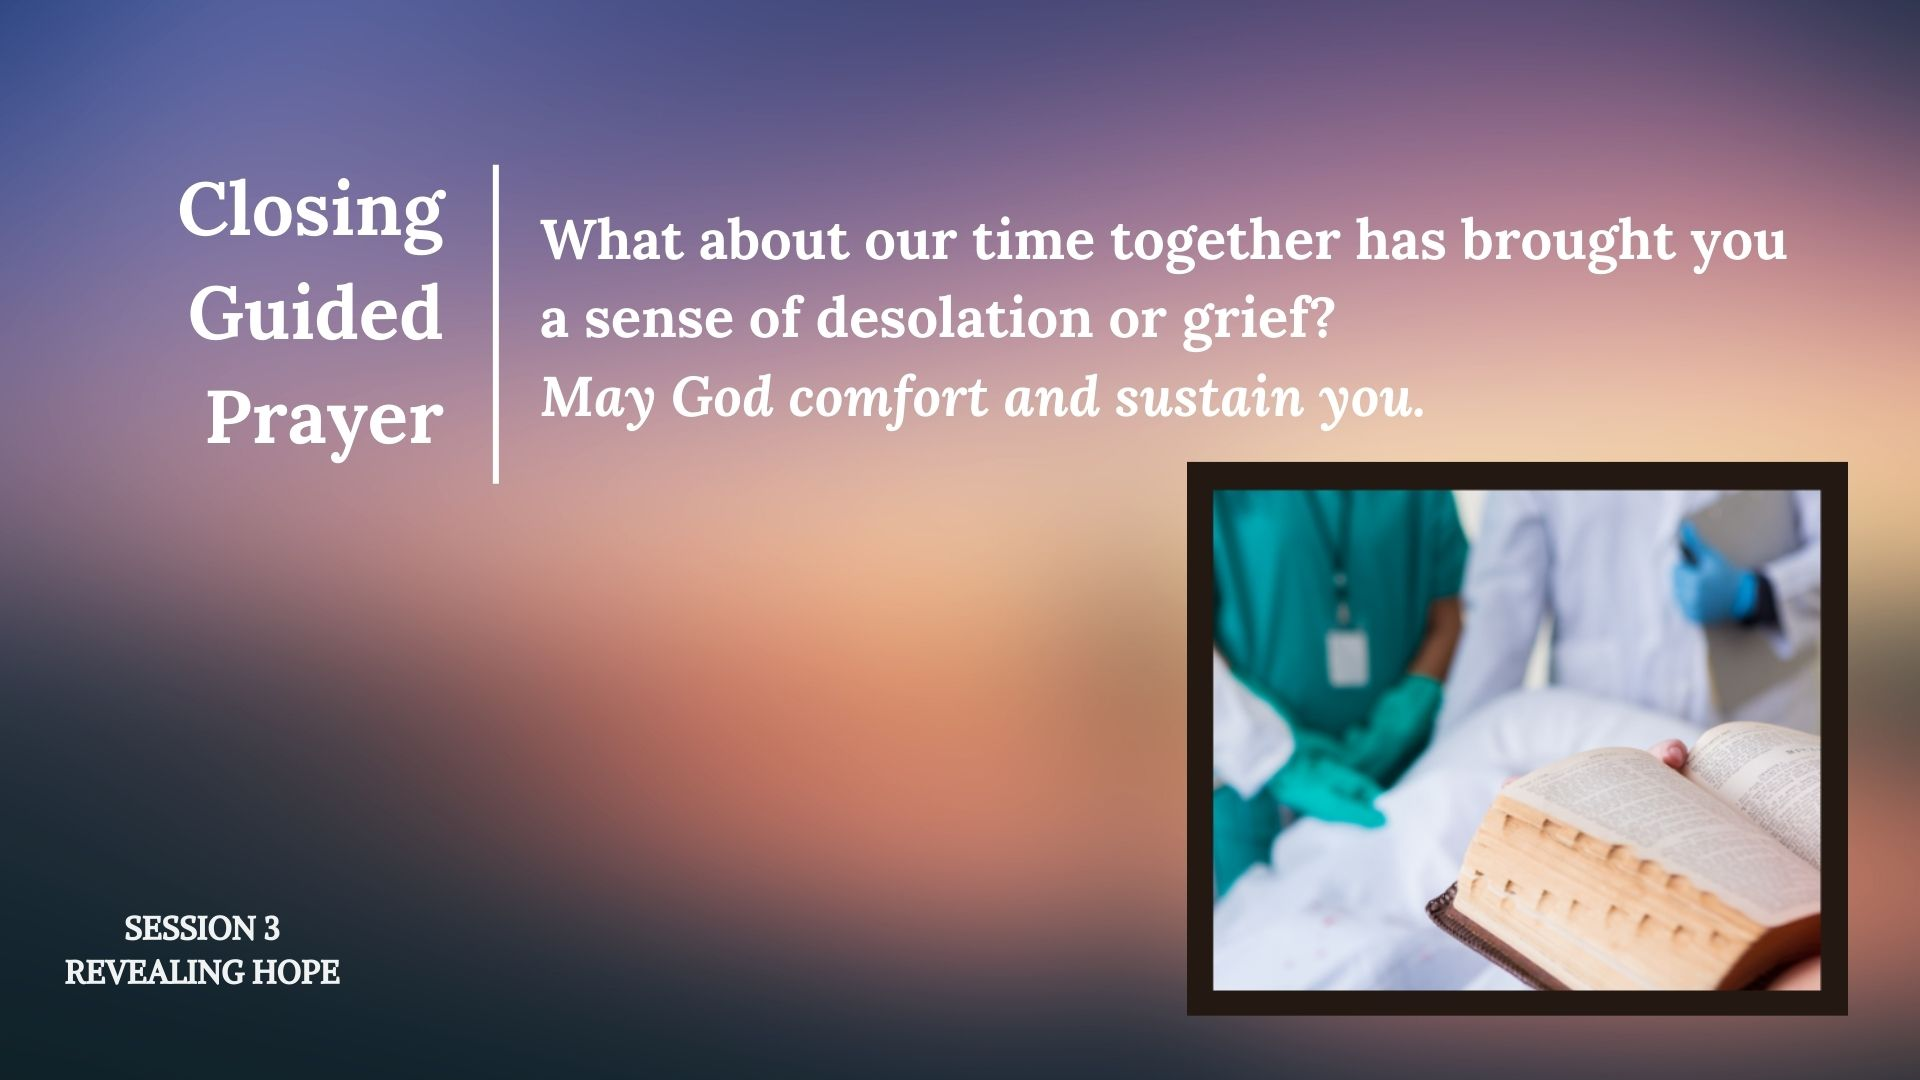 Closing
Guided
Prayer
What about our time together has brought you
a sense of desolation or grief?
May God comfort and sustain you.
SESSION 3
REVEALING HOPE